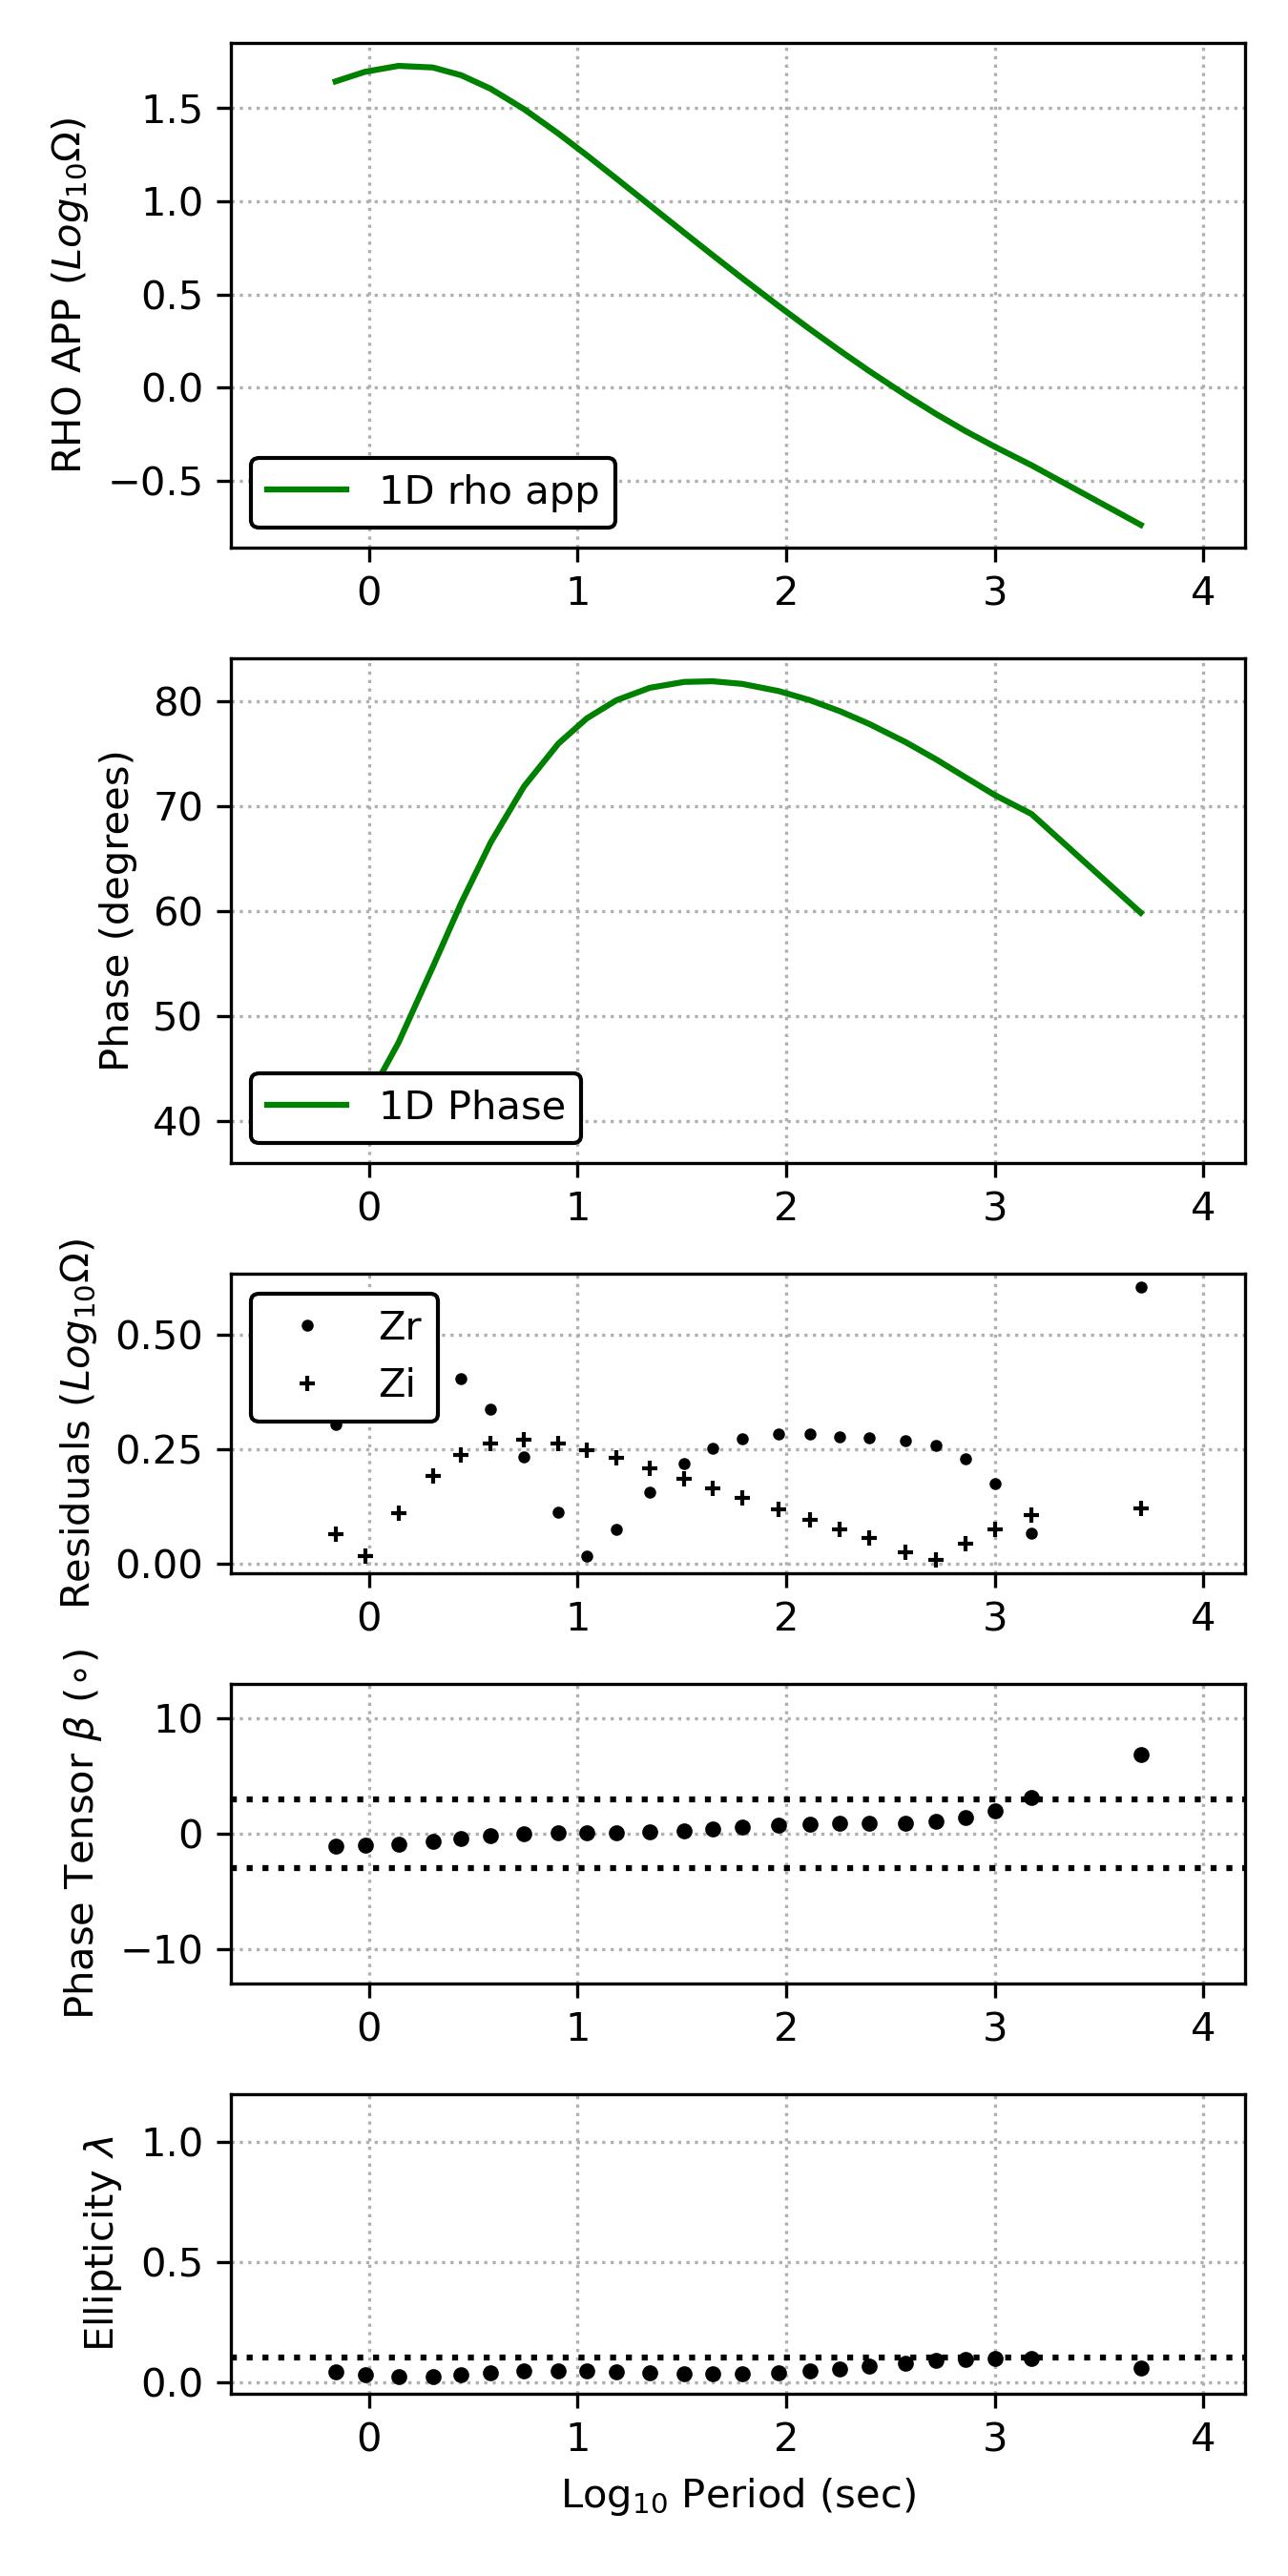 RHO APP (Log₁₀Ω)
1.5
1.0
0.5
0.0
−0.5
1D rho app
0 1 2 3 4
Phase (degrees)
80
70
60
50
40
1D Phase
0 1 2 3 4
Residuals (Log₁₀Ω)
0.50
0.25
0.00
Zr
Zi
0 1 2 3 4
Phase Tensor β (∘)
10
0
−10
0 1 2 3 4
Ellipticity λ
1.0
0.5
0.0
0 1 2 3 4
Log₁₀ Period (sec)